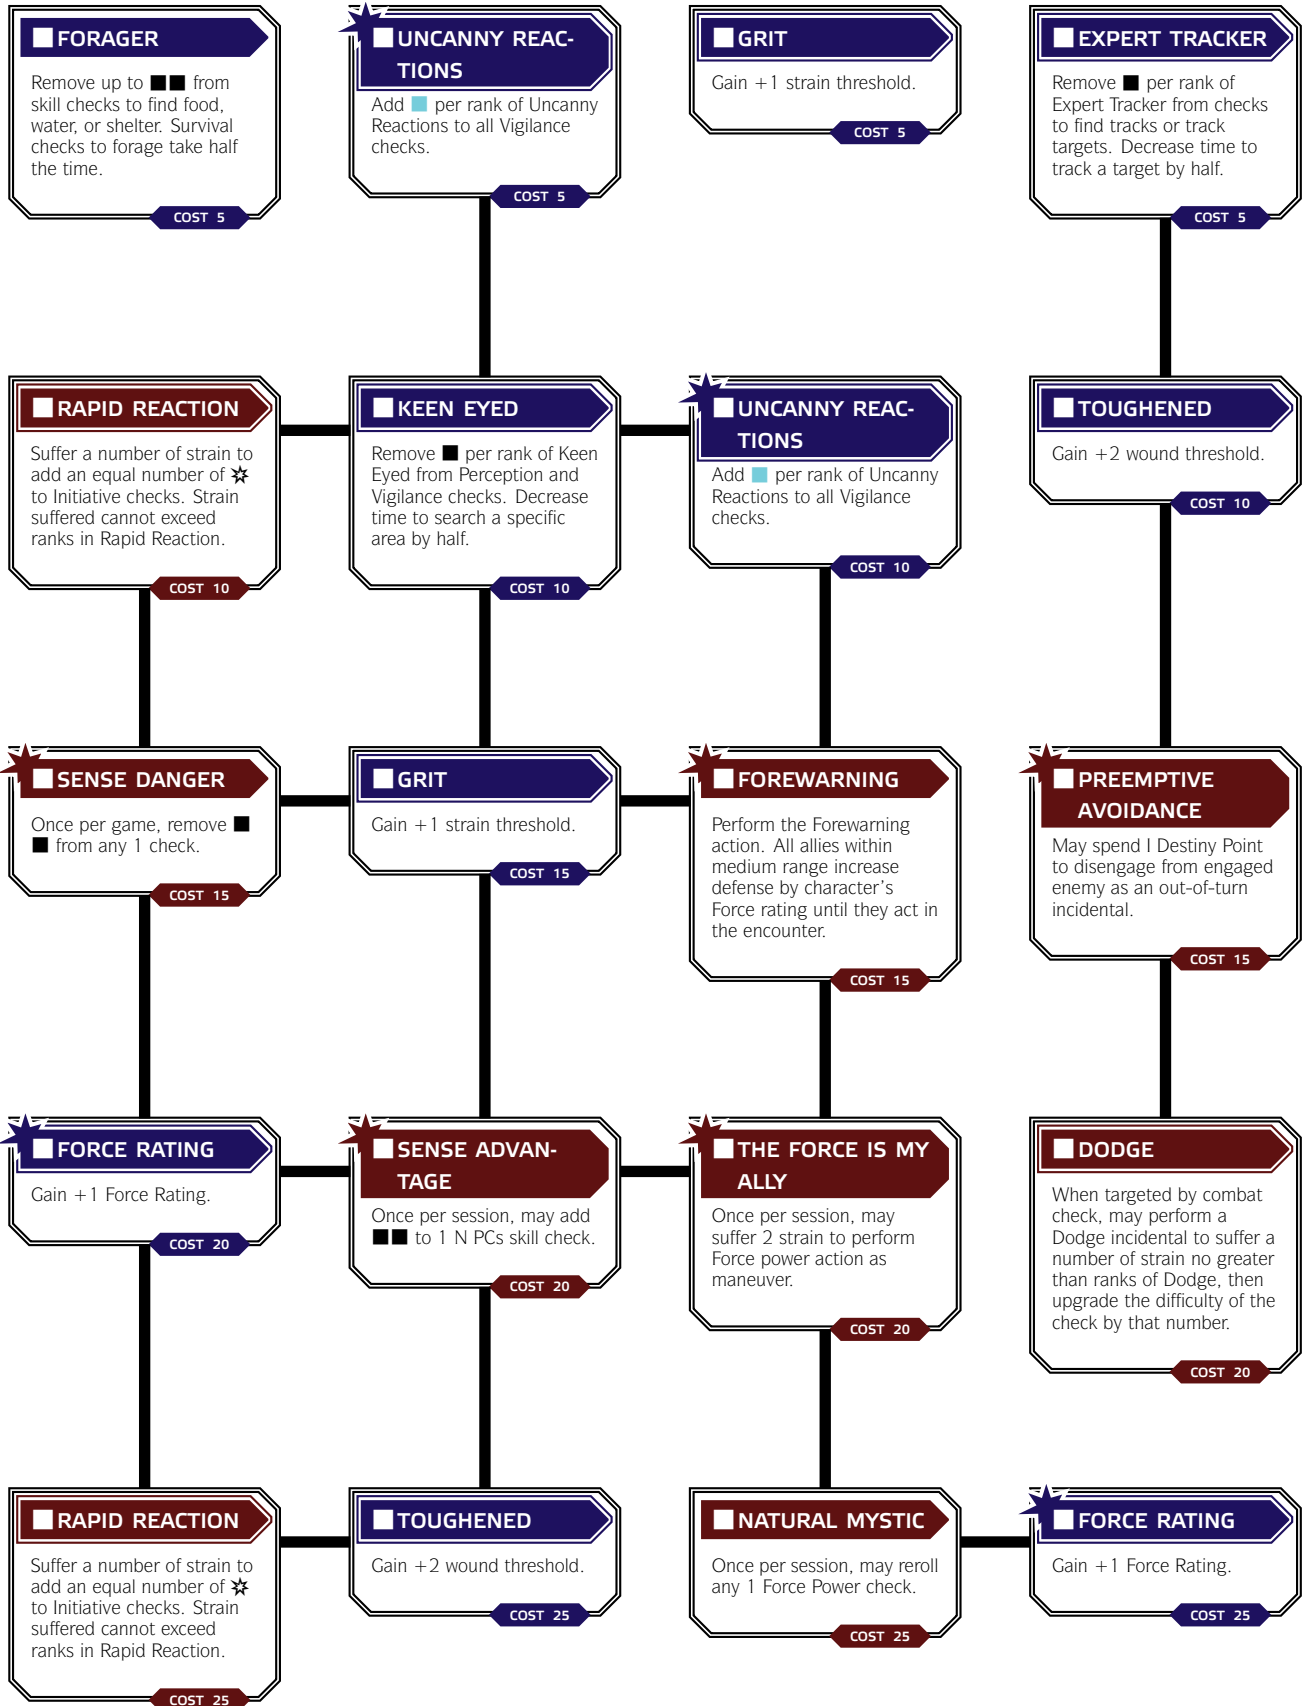 FORAGER
Remove up to from
skill checks to find food,
water, or shelter. Survival
checks to forage take half
the time.
COST 5
UNCANNY REAC-
TIONS
Add per rank of Uncanny
Reactions to all Vigilance
checks.
COST 5
GRIT
Gain +1 strain threshold.
COST 5
EXPERT TRACKER
Remove per rank of
Expert Tracker from checks
to find tracks or track
targets. Decrease time to
track a target by half.
COST 5
RAPID REACTION
Suffer a number of strain to
add an equal number of
to Initiative checks. Strain
suffered cannot exceed
ranks in Rapid Reaction.
COST 10
KEEN EYED
Remove per rank of Keen
Eyed from Perception and
Vigilance checks. Decrease
time to search a specific
area by half.
COST 10
UNCANNY REAC-
TIONS
Add per rank of Uncanny
Reactions to all Vigilance
checks.
COST 10
TOUGHENED
Gain +2 wound threshold.
COST 10
SENSE DANGER
Once per game, remove
from any 1 check.
COST 15
GRIT
Gain +1 strain threshold.
COST 15
FOREWARNING
Perform the Forewarning
action. All allies within
medium range increase
defense by character's
Force rating until they act in
the encounter.
COST 15
PREEMPTIVE
AVOIDANCE
May spend I Destiny Point
to disengage from engaged
enemy as an out-of-turn
incidental.
COST 15
FORCE RATING
Gain +1 Force Rating.
COST 20
SENSE ADVAN-
TAGE
Once per session, may add
to 1 N PCs skill check.
COST 20
THE FORCE IS MY
ALLY
Once per session, may
suffer 2 strain to perform
Force power action as
maneuver.
COST 20
DODGE
When targeted by combat
check, may perform a
Dodge incidental to suffer a
number of strain no greater
than ranks of Dodge, then
upgrade the difficulty of the
check by that number.
COST 20
RAPID REACTION
Suffer a number of strain to
add an equal number of
to Initiative checks. Strain
suffered cannot exceed
ranks in Rapid Reaction.
COST 25
TOUGHENED
Gain +2 wound threshold.
COST 25
NATURAL MYSTIC
Once per session, may reroll
any 1 Force Power check.
COST 25
FORCE RATING
Gain +1 Force Rating.
COST 25